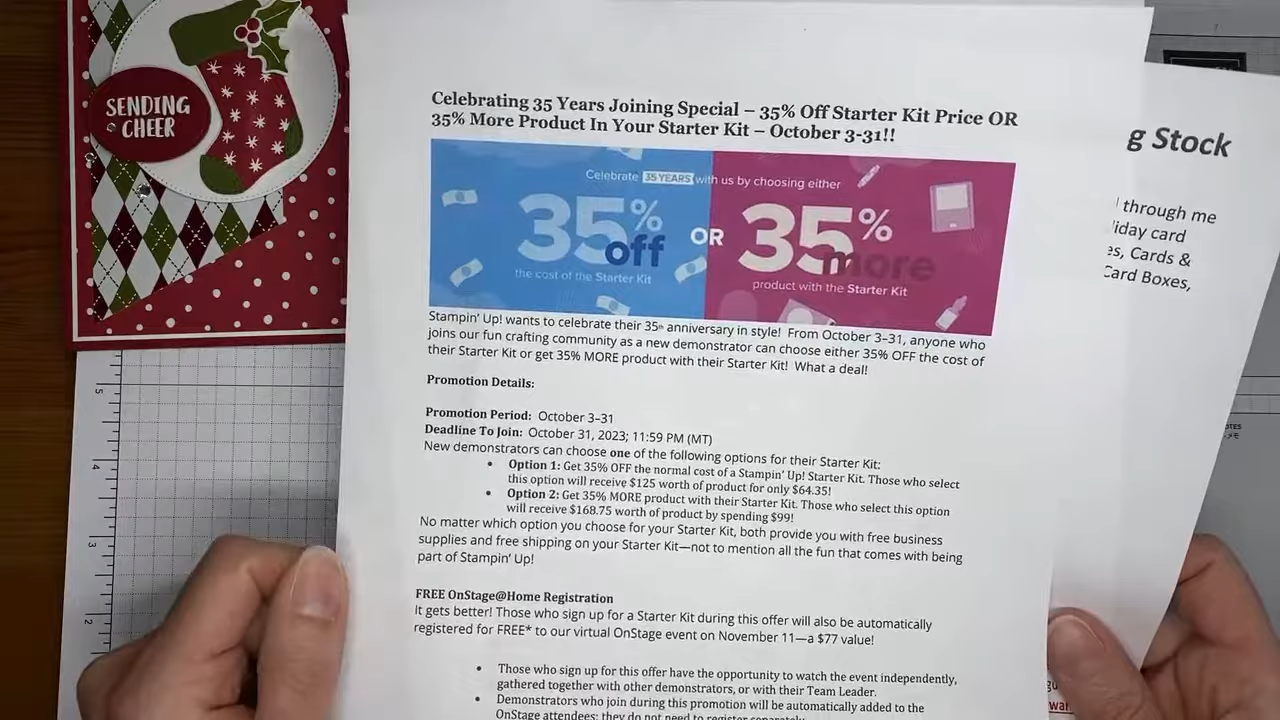 SENDING
CHEER
Celebrating 35 Years Joining Special – 35% Off Starter Kit Price OR
35% More Product In Your Starter Kit – October 3-31!!
Celebrate 35 YEARS with us by choosing either
35% off OR 35% more
the cost of the Starter Kit
product with the Starter Kit
Stampin' Up! wants to celebrate their 35th anniversary in style! From October 3–31, anyone who
joins our fun crafting community as a new demonstrator can choose either 35% OFF the cost of
their Starter Kit or get 35% MORE product with their Starter Kit! What a deal!
Promotion Details:
Promotion Period: October 3–31
Deadline To Join: October 31, 2023; 11:59 PM (MT)
New demonstrators can choose one of the following options for their Starter Kit:
• Option 1: Get 35% OFF the normal cost of a Stampin' Up! Starter Kit. Those who select
this option will receive $125 worth of product for only $64.35!
• Option 2: Get 35% MORE product with their Starter Kit. Those who select this option
will receive $168.75 worth of product by spending $99!
No matter which option you choose for your Starter Kit, both provide you with free business
supplies and free shipping on your Starter Kit—not to mention all the fun that comes with being
part of Stampin' Up!
FREE OnStage@Home Registration
It gets better! Those who sign up for a Starter Kit during this offer will also be automatically
registered for FREE* to our virtual OnStage event on November 11—a $77 value!
• Those who sign up for this offer have the opportunity to watch the event independently,
gathered together with other demonstrators, or with their Team Leader.
• Demonstrators who join during this promotion will be automatically added to the
OnStage attendees; they do not need to register separately.
g Stock
through me
iday card
es, Cards &
Card Boxes,
5
4
3
2